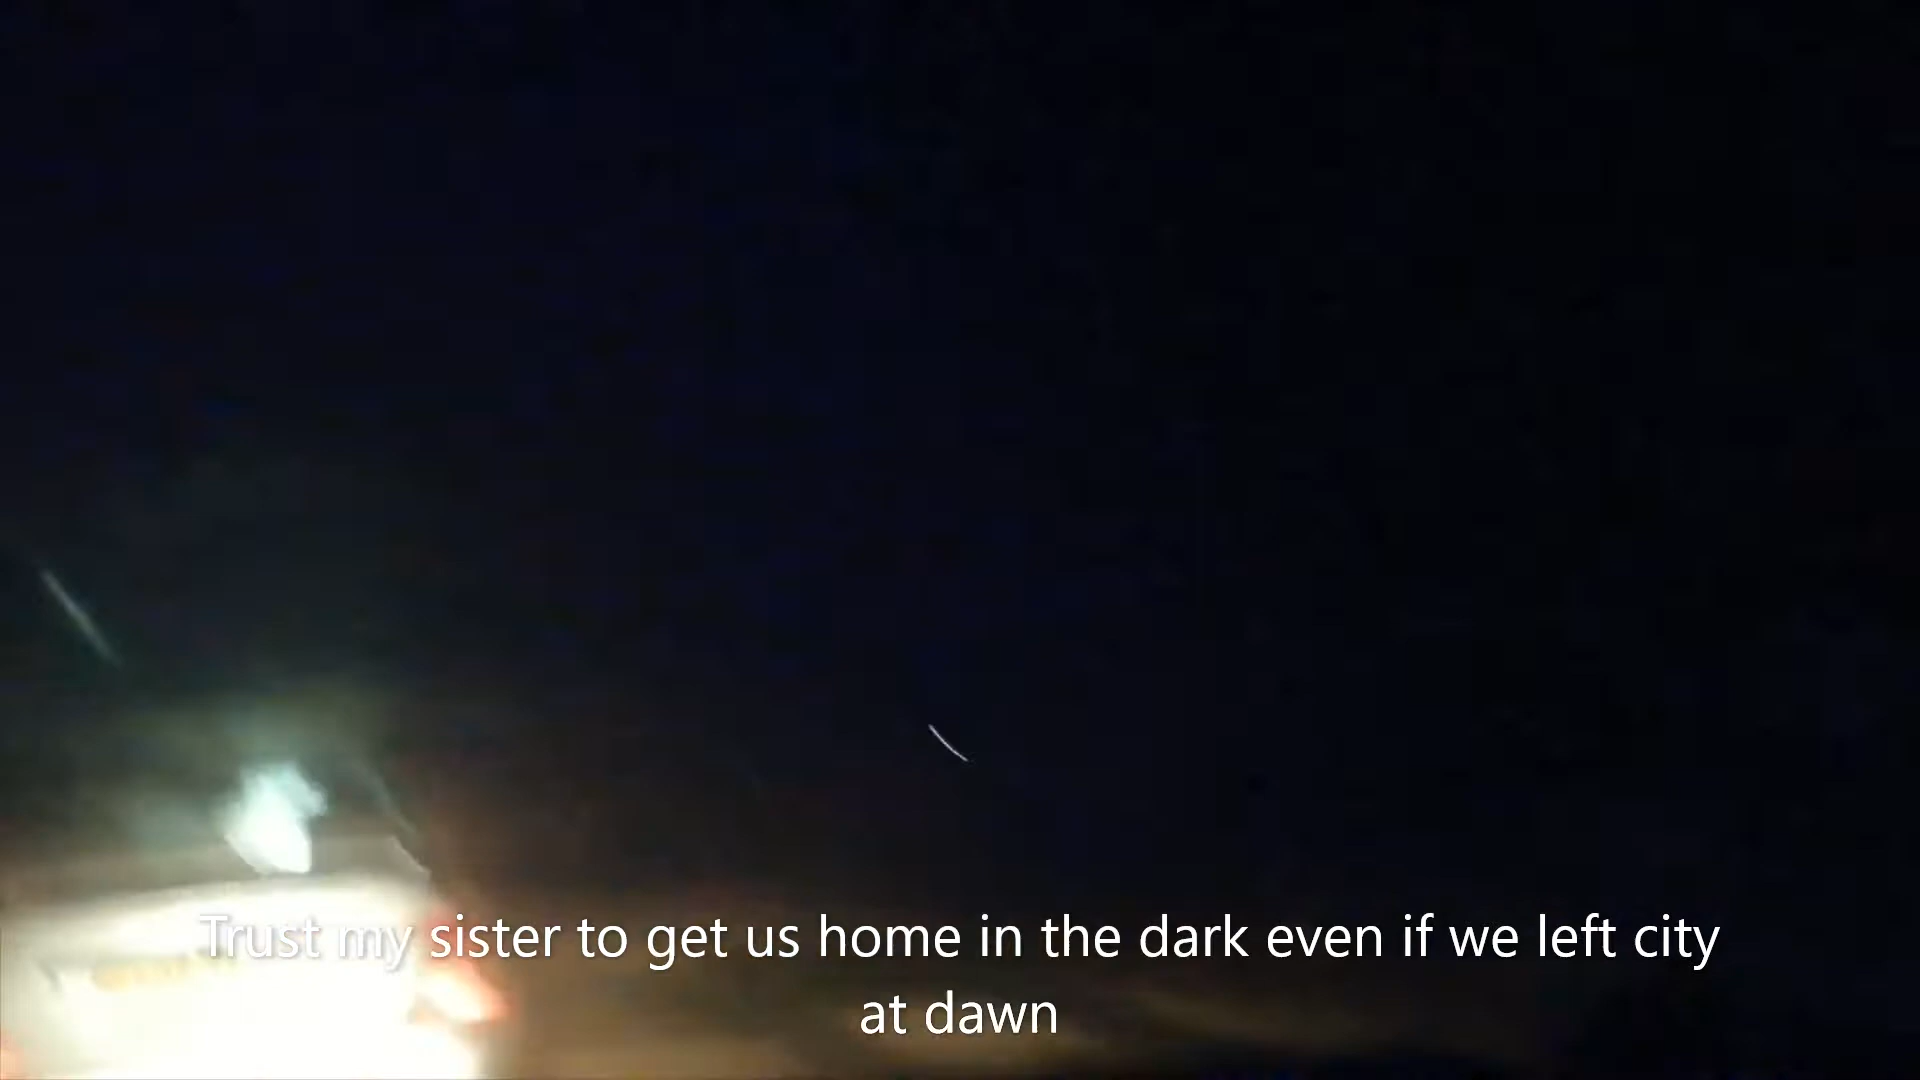 Trust my sister to get us home in the dark even if we left city
at dawn